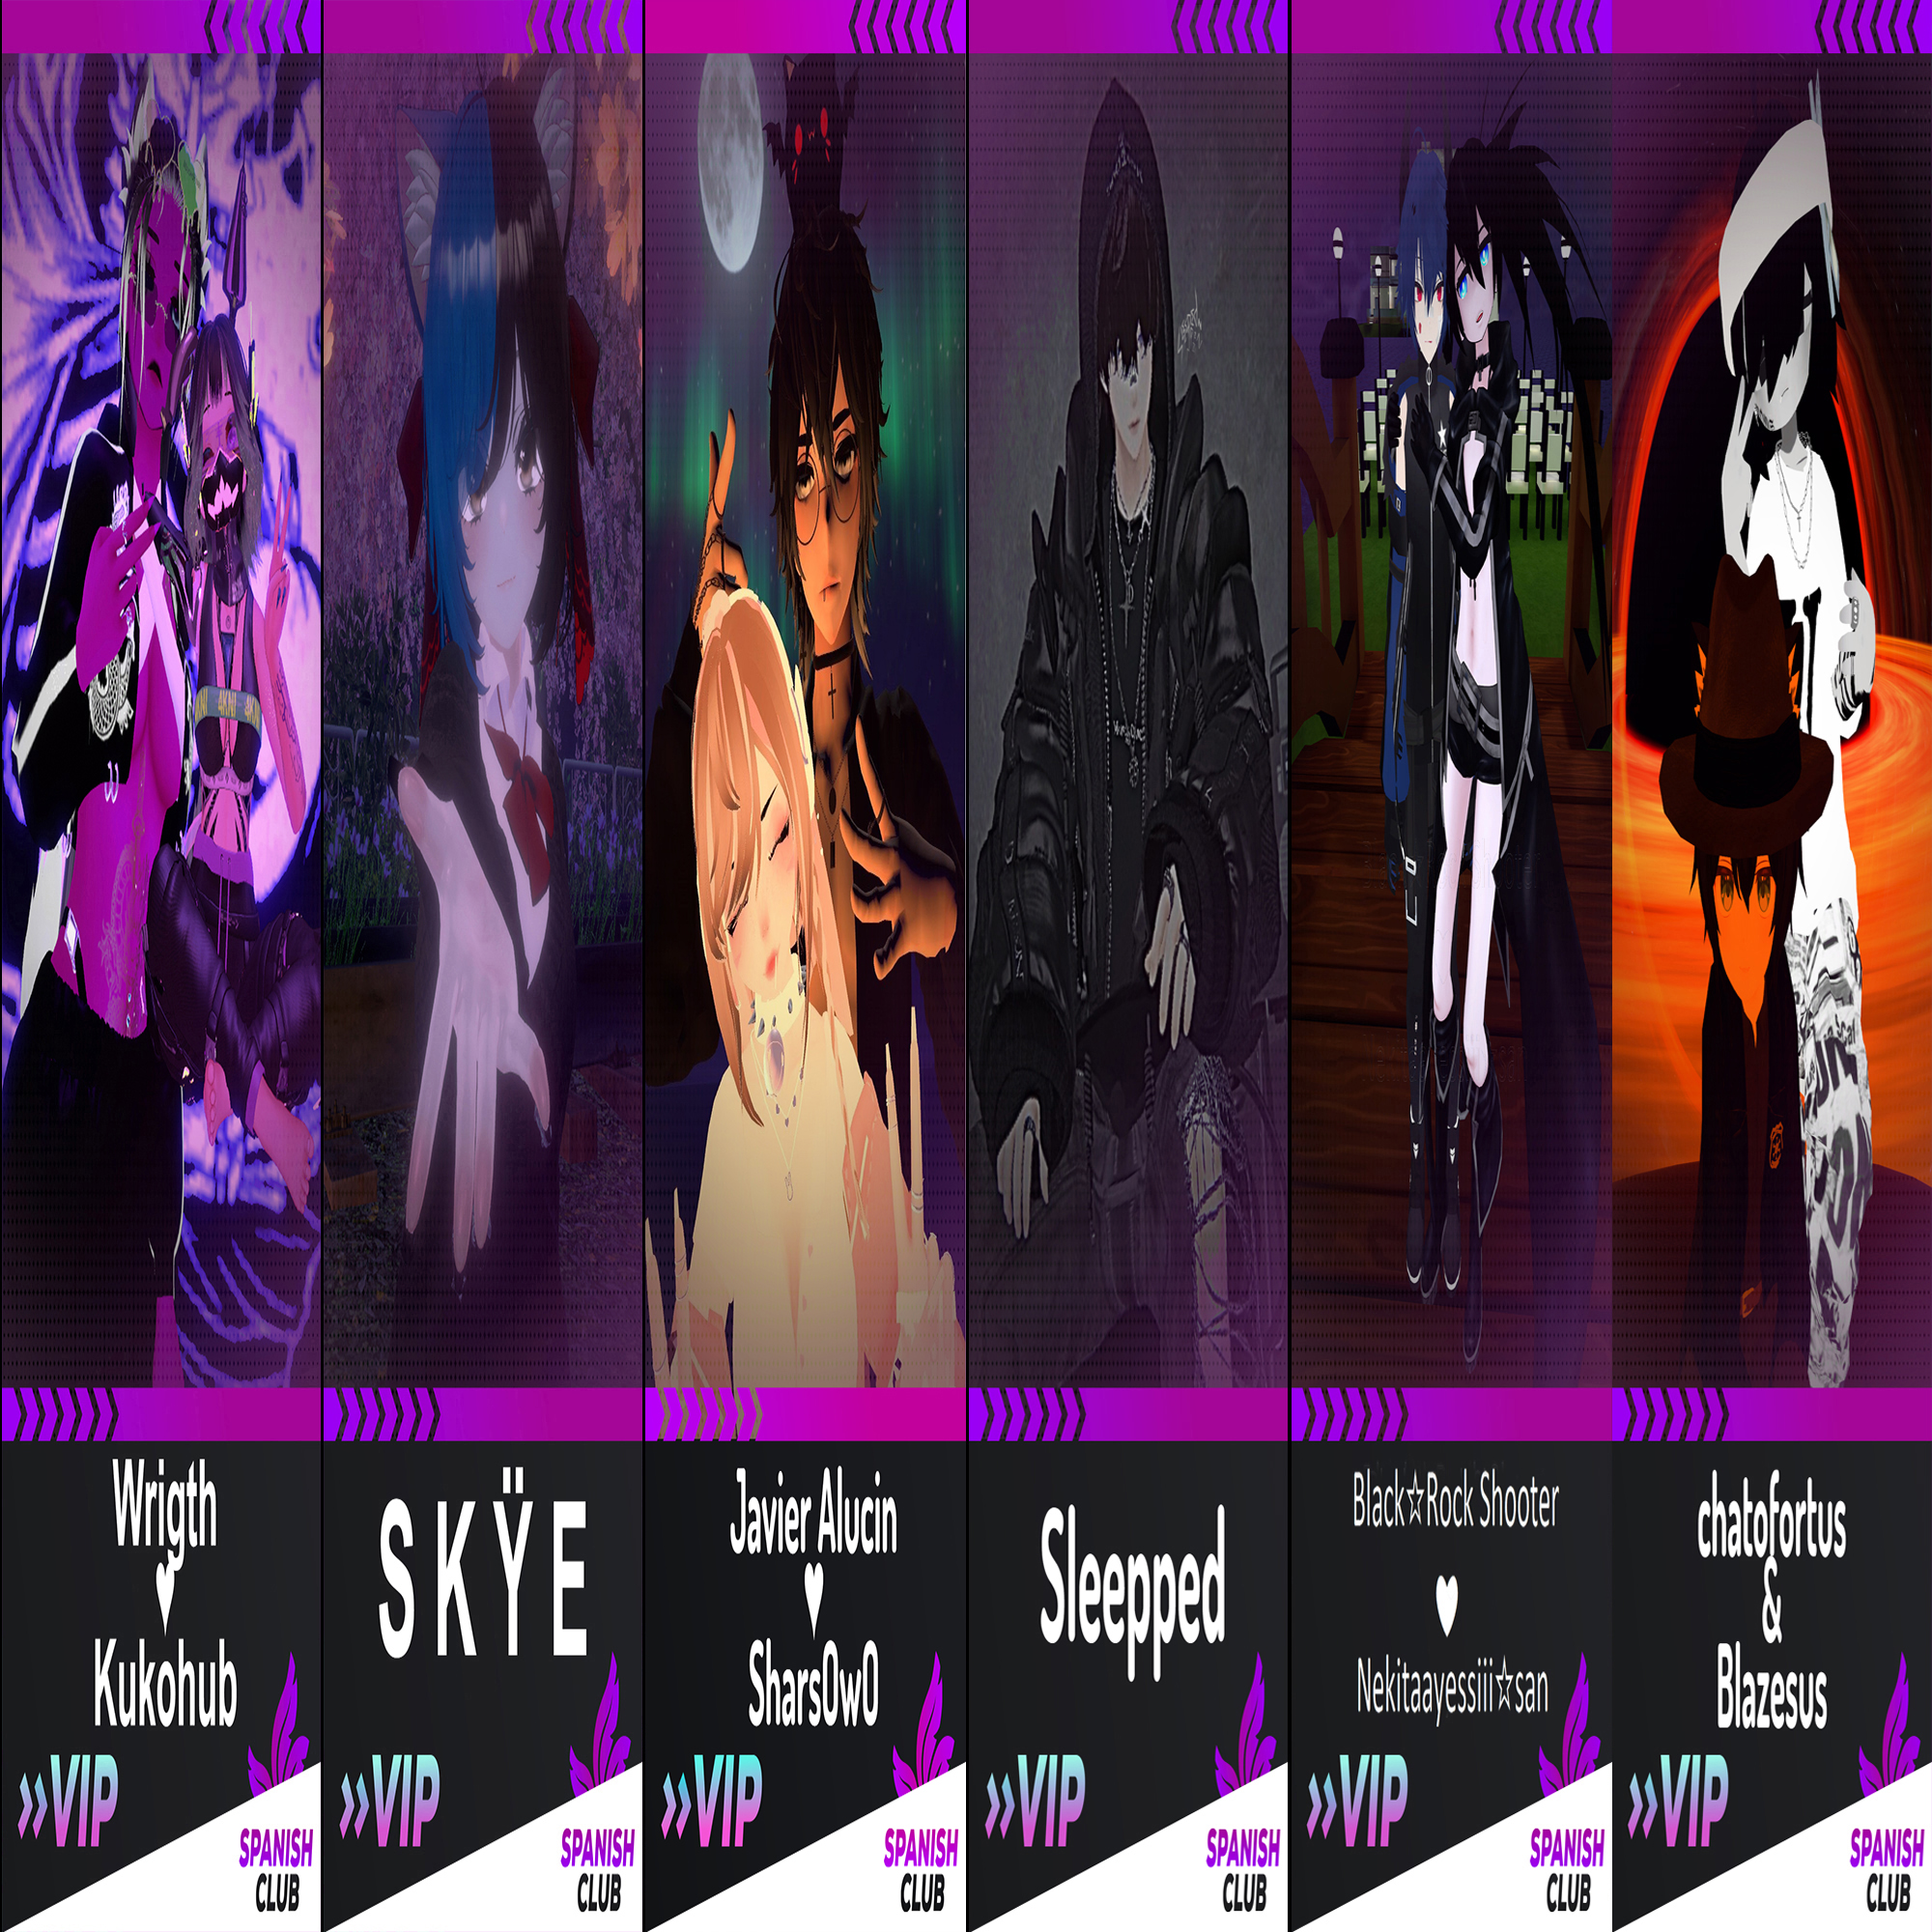 Wrigth
♥
Kukohub
»VIP
SPANISH
CLUB
SKŸE
»VIP
SPANISH
CLUB
Javier Alucin
♥
SharsOwO
»VIP
SPANISH
CLUB
Sleepped
»VIP
SPANISH
CLUB
Black☆Rock Shooter
♥
Nekitaayessiii☆san
»VIP
SPANISH
CLUB
chatofortus
&
Blazesus
»VIP
SPANISH
CLUB